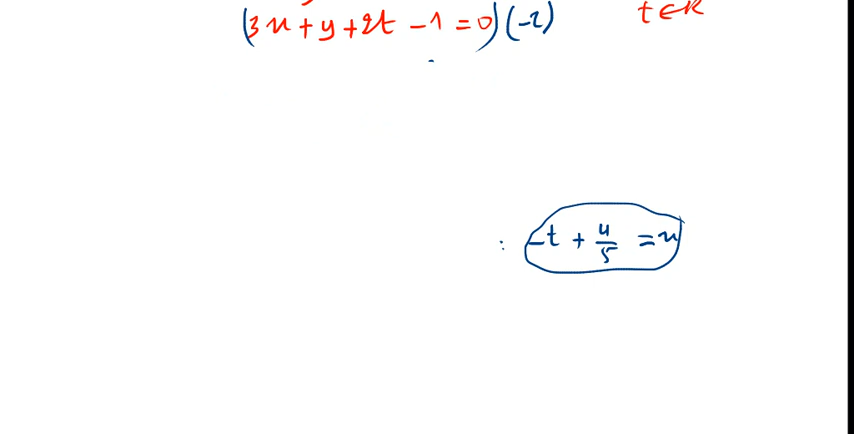 (3x + y + 2t - 1 = 0)(-2) t ∈ R
: -t + 4/5 = x